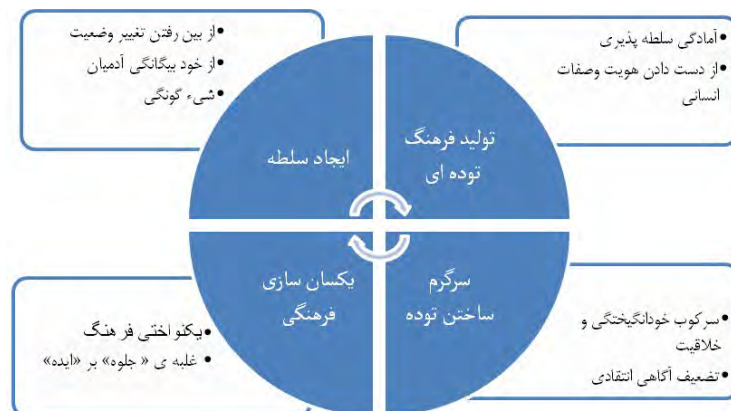 آمادگی سلطه پذیری
از دست دادن هویت وصفات
انسانی
از بین رفتن تغییر وضعیت
از خود بیگانگی آدمیان
شیء گونگی
تولید فرهنگ
توده ای
ایجاد سلطه
سرگرم
ساختن توده
یکسان سازی
فرهنگی
سرکوب خودانگیختگی و
خلاقیت
تضعیف آگاهی انتقادی
یکنواختی فرهنگ
غلبه ی « جلوه» بر «ایده»